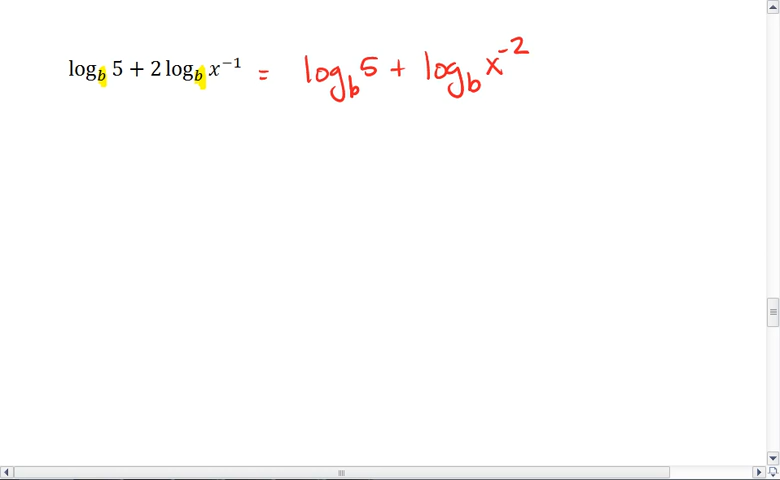 log_b 5 + 2 log_b x⁻¹ = log_b 5 + log_b x⁻²